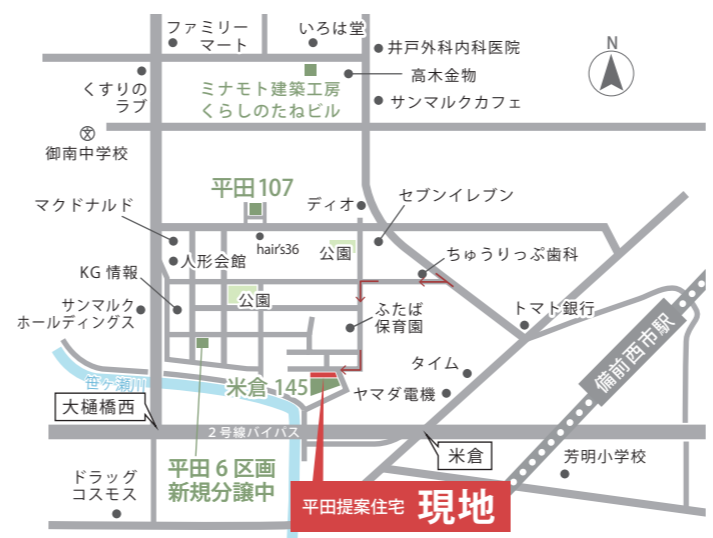 ファミリー
マート
いろは堂
井戸外科内科医院
N
くすりの
ラブ
ミナモト建築工房
くらしのたねビル
高木金物
サンマルクカフェ
文
御南中学校
平田107
マクドナルド
ディオ
セブンイレブン
hair's36
人形会館
公園
ちゅうりっぷ歯科
KG情報
公園
サンマルク
ホールディングス
ふたば
保育園
トマト銀行
備前西市駅
笹ヶ瀬川
米倉145
タイム
ヤマダ電機
大樋橋西
2号線バイパス
米倉
芳明小学校
平田6区画
新規分譲中
ドラッグ
コスモス
平田提案住宅 現地